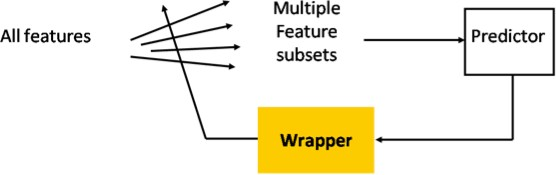 All features
Multiple
Feature
subsets
Predictor
Wrapper